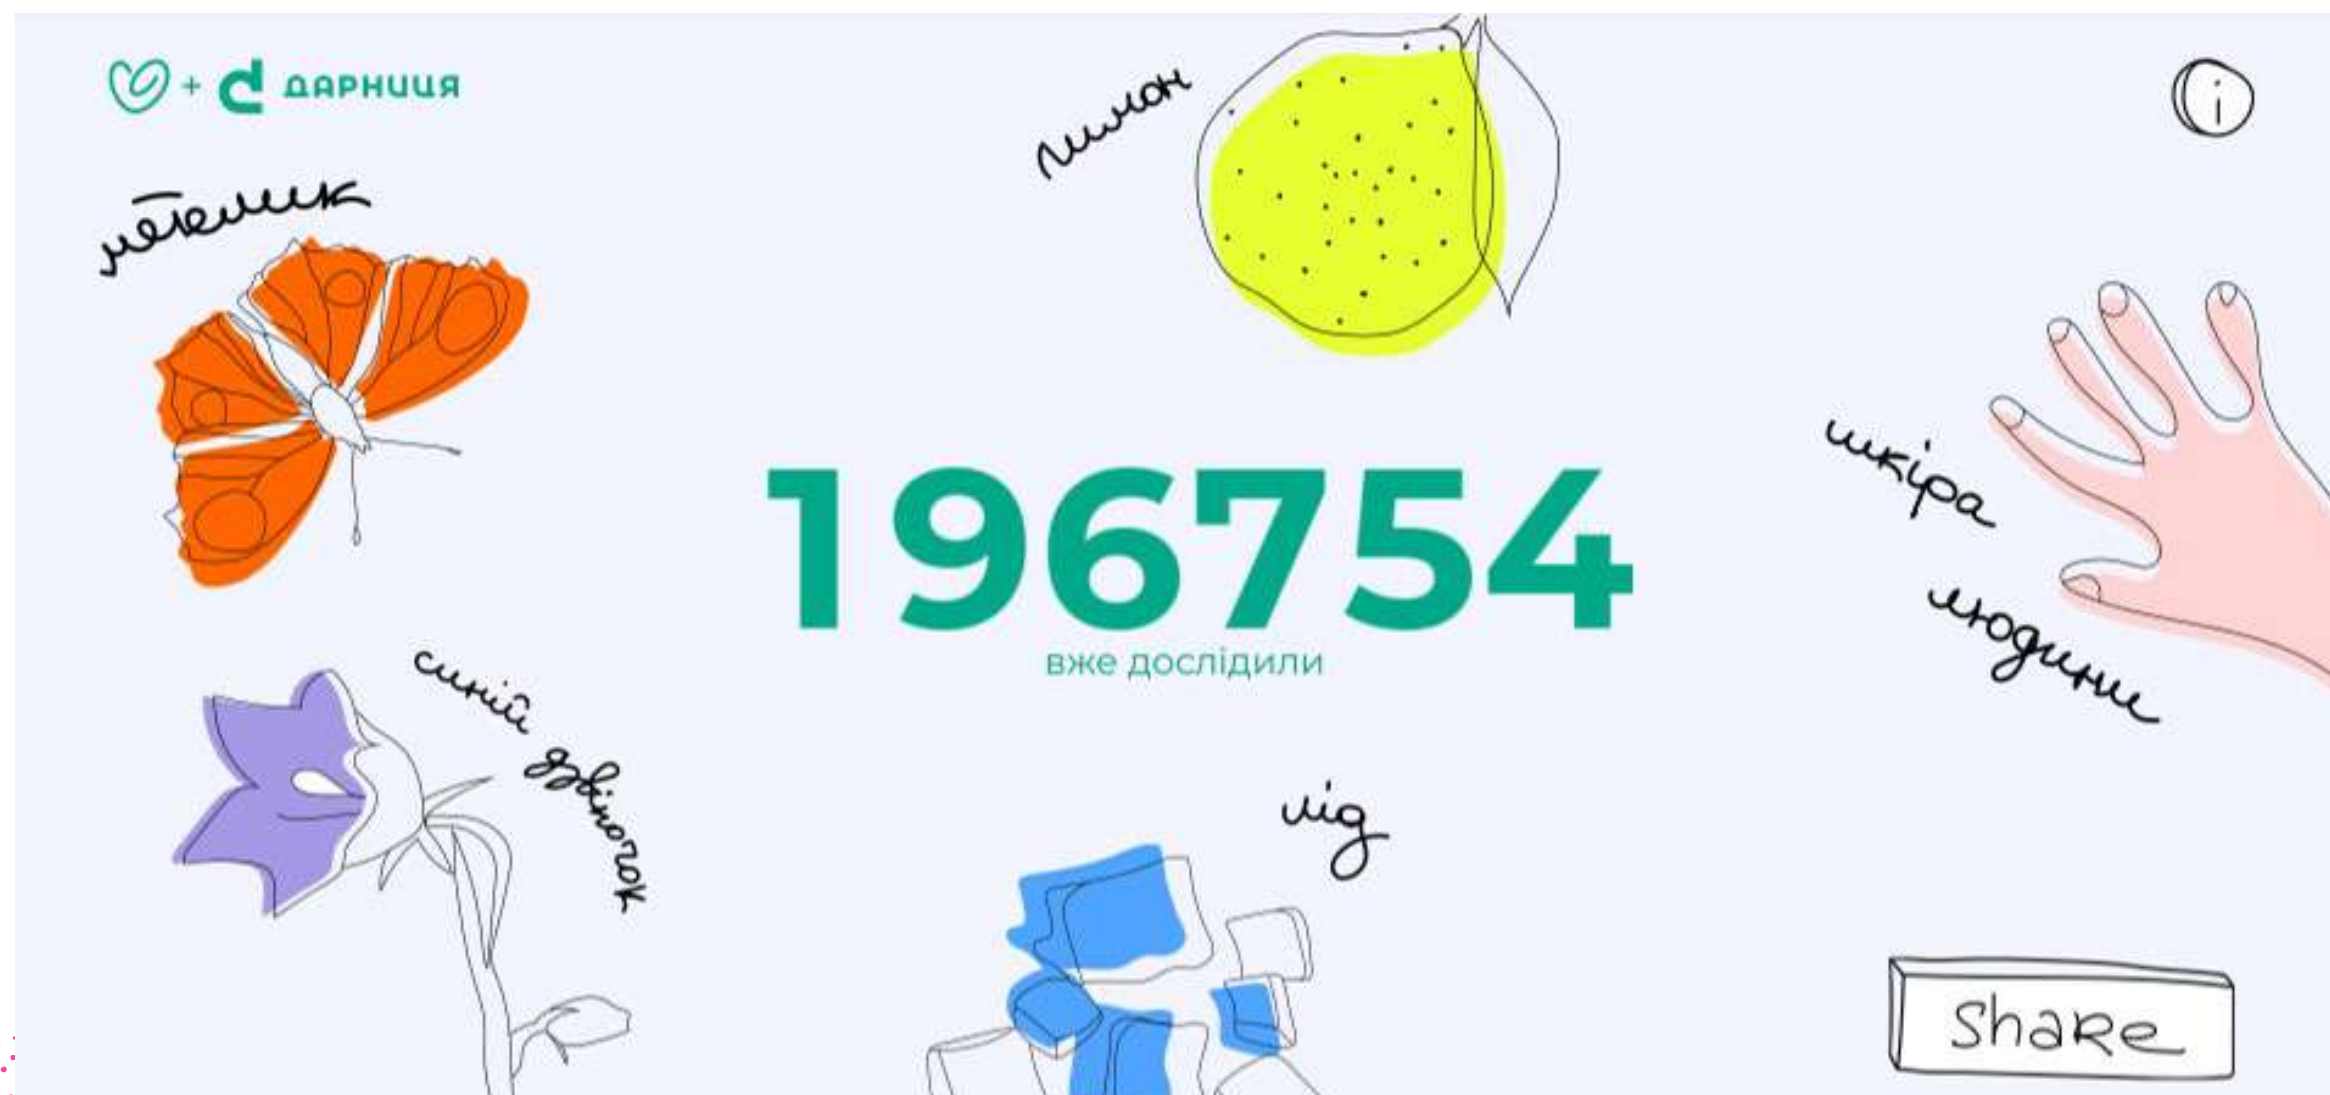 + ДАРНИЦЯ
лимон
i
метелик
шкіра
людини
196754
вже дослідили
синій
дзвіночок
лід
share